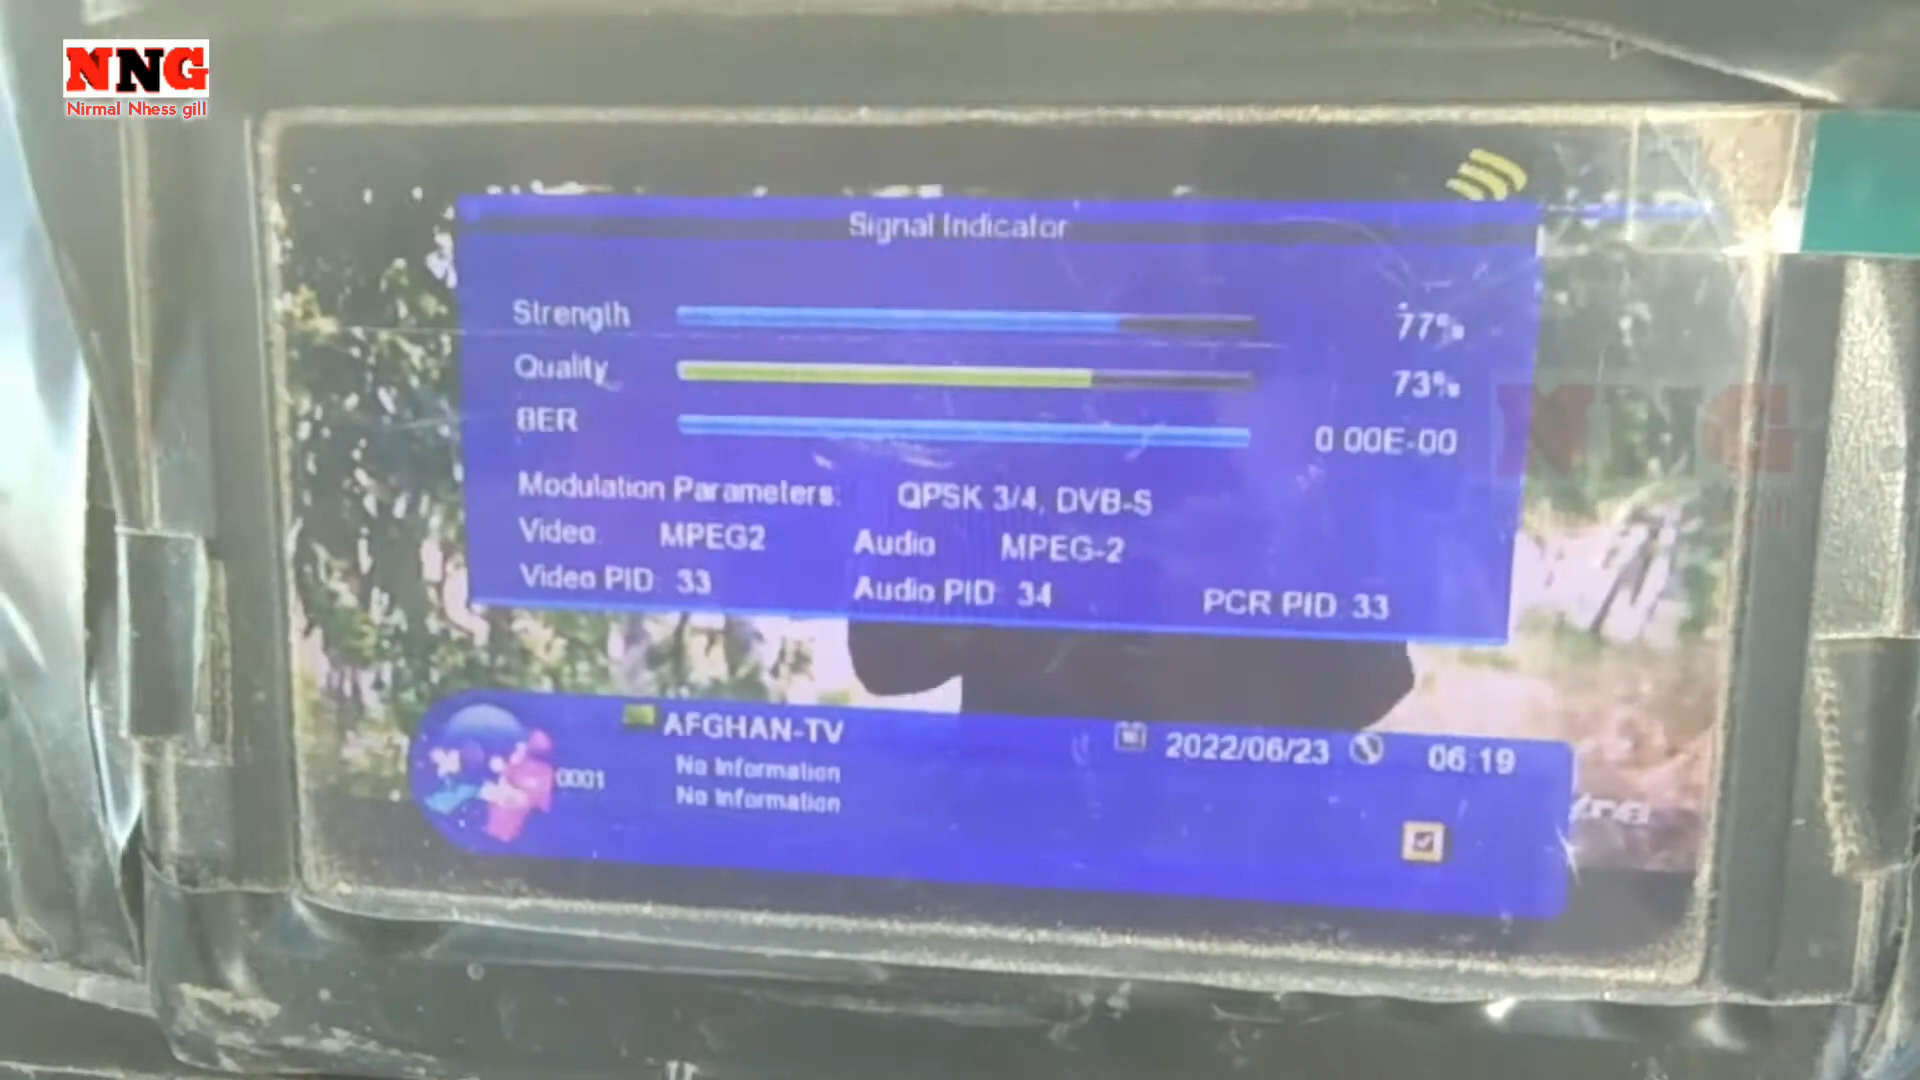 NNG
Nirmal Nhess gill
Signal Indicator
Strength 77%
Quality 73%
BER 0 00E-00
Modulation Parameters: QPSK 3/4, DVB-S
Video: MPEG2 Audio MPEG-2
Video PID: 33 Audio PID: 34 PCR PID: 33
AFGHAN-TV 2022/06/23 06:19
0001 No Information
No Information
NNG